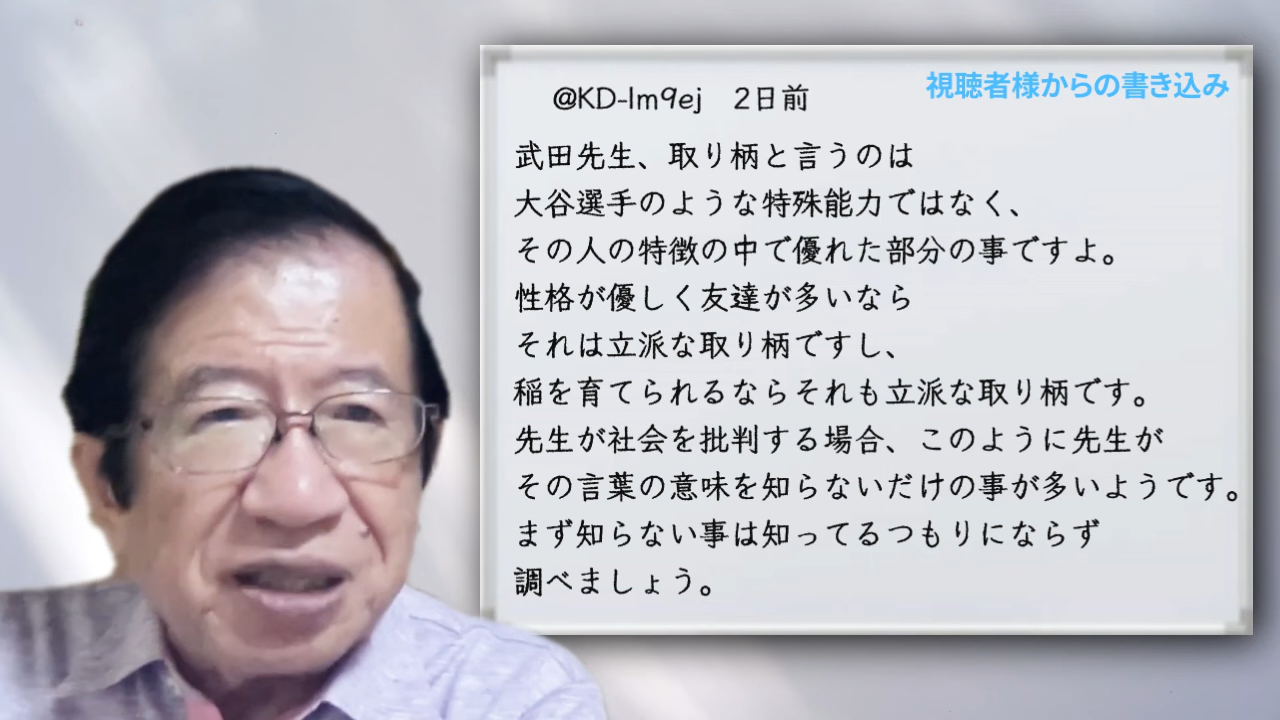 視聴者様からの書き込み
@KD-lm9ej 2日前
武田先生、取り柄と言うのは
大谷選手のような特殊能力ではなく、
その人の特徴の中で優れた部分の事ですよ。
性格が優しく友達が多いなら
それは立派な取り柄ですし、
稲を育てられるならそれも立派な取り柄です。
先生が社会を批判する場合、このように先生が
その言葉の意味を知らないだけの事が多いようです。
まず知らない事は知ってるつもりにならず
調べましょう。